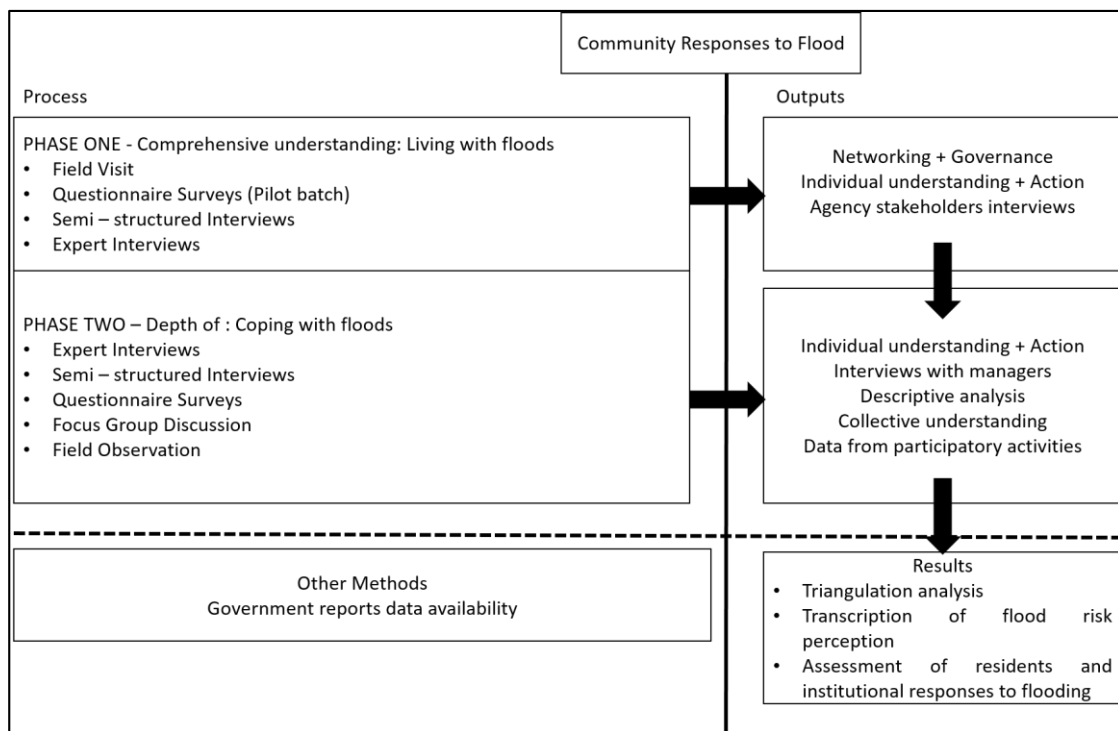 Community Responses to Flood
Process
PHASE ONE - Comprehensive understanding: Living with floods
• Field Visit
• Questionnaire Surveys (Pilot batch)
• Semi – structured Interviews
• Expert Interviews
PHASE TWO – Depth of : Coping with floods
• Expert Interviews
• Semi – structured Interviews
• Questionnaire Surveys
• Focus Group Discussion
• Field Observation
Other Methods
Government reports data availability
Outputs
Networking + Governance
Individual understanding + Action
Agency stakeholders interviews
Individual understanding + Action
Interviews with managers
Descriptive analysis
Collective understanding
Data from participatory activities
Results
• Triangulation analysis
• Transcription of flood risk
perception
• Assessment of residents and
institutional responses to flooding